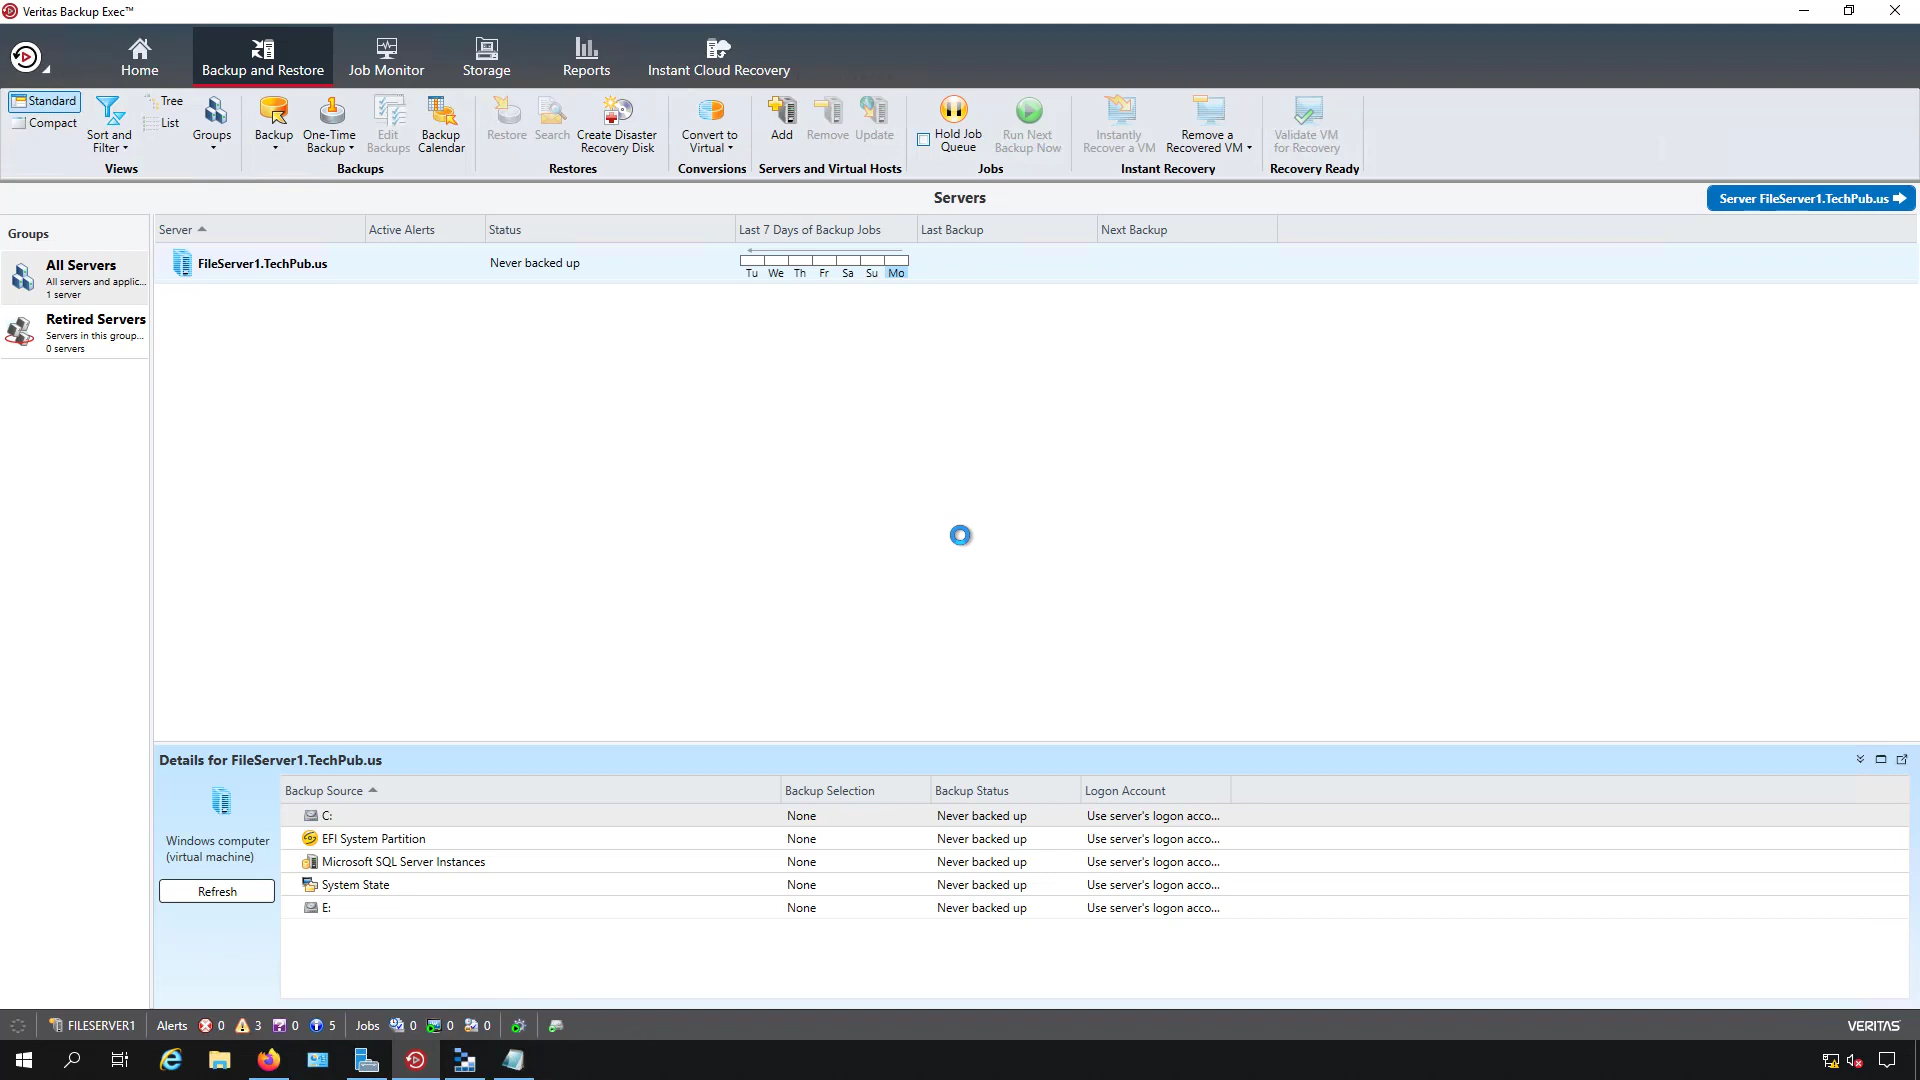 Veritas Backup Exec™
Home
Backup and Restore
Job Monitor
Storage
Reports
Instant Cloud Recovery
Standard
Compact
Sort and
Filter
Tree
List
Groups
Views
Backup
One-Time
Backup
Edit
Backups
Backup
Calendar
Backups
Restore
Search
Create Disaster
Recovery Disk
Restores
Convert to
Virtual
Conversions
Add
Remove
Update
Servers and Virtual Hosts
Hold Job
Queue
Run Next
Backup Now
Jobs
Instantly
Recover a VM
Remove a
Recovered VM
Instant Recovery
Validate VM
for Recovery
Recovery Ready
Servers
Server FileServer1.TechPub.us
Groups
All Servers
All servers and applic...
1 server
Retired Servers
Servers in this group...
0 servers
Server Active Alerts Status Last 7 Days of Backup Jobs Last Backup Next Backup
FileServer1.TechPub.us Never backed up
Tu We Th Fr Sa Su Mo
Details for FileServer1.TechPub.us
Windows computer
(virtual machine)
Refresh
Backup Source Backup Selection Backup Status Logon Account
C: None Never backed up Use server's logon acco...
EFI System Partition None Never backed up Use server's logon acco...
Microsoft SQL Server Instances None Never backed up Use server's logon acco...
System State None Never backed up Use server's logon acco...
E: None Never backed up Use server's logon acco...
FILESERVER1 Alerts 0 3 0 5 Jobs 0 0 0 VERITAS